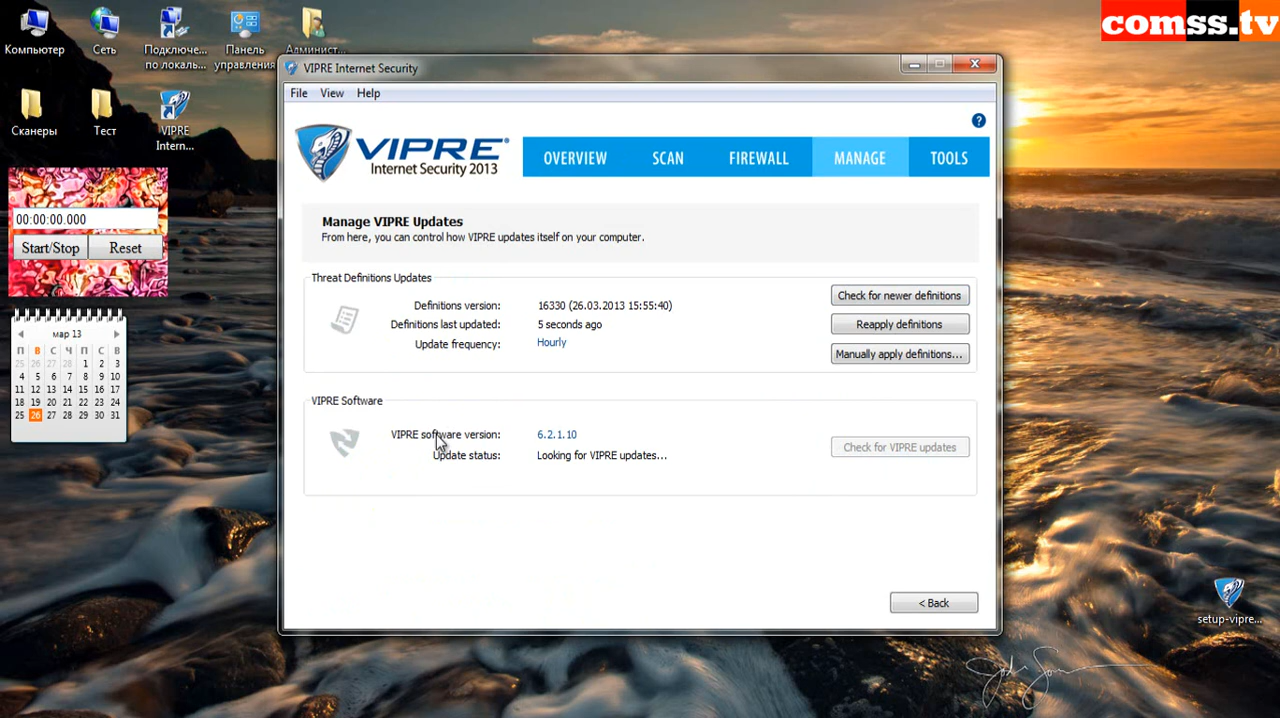 comss.tv
Компьютер
Сеть
Подключе...
по локаль...
Панель
управления
Админист...
Сканеры
Тест
VIPRE
Intern...
00:00:00.000
Start/Stop
Reset
мар 13
П В С Ч П С В
25 26 27 28 1 2 3
4 5 6 7 8 9 10
11 12 13 14 15 16 17
18 19 20 21 22 23 24
25 26 27 28 29 30 31
VIPRE Internet Security
File View Help
VIPRE®
Internet Security 2013
OVERVIEW SCAN FIREWALL MANAGE TOOLS
Manage VIPRE Updates
From here, you can control how VIPRE updates itself on your computer.
Threat Definitions Updates
Definitions version: 16330 (26.03.2013 15:55:40)
Definitions last updated: 5 seconds ago
Update frequency: Hourly
Check for newer definitions
Reapply definitions
Manually apply definitions...
VIPRE Software
VIPRE software version: 6.2.1.10
Update status: Looking for VIPRE updates...
Check for VIPRE updates
< Back
setup-vipre...